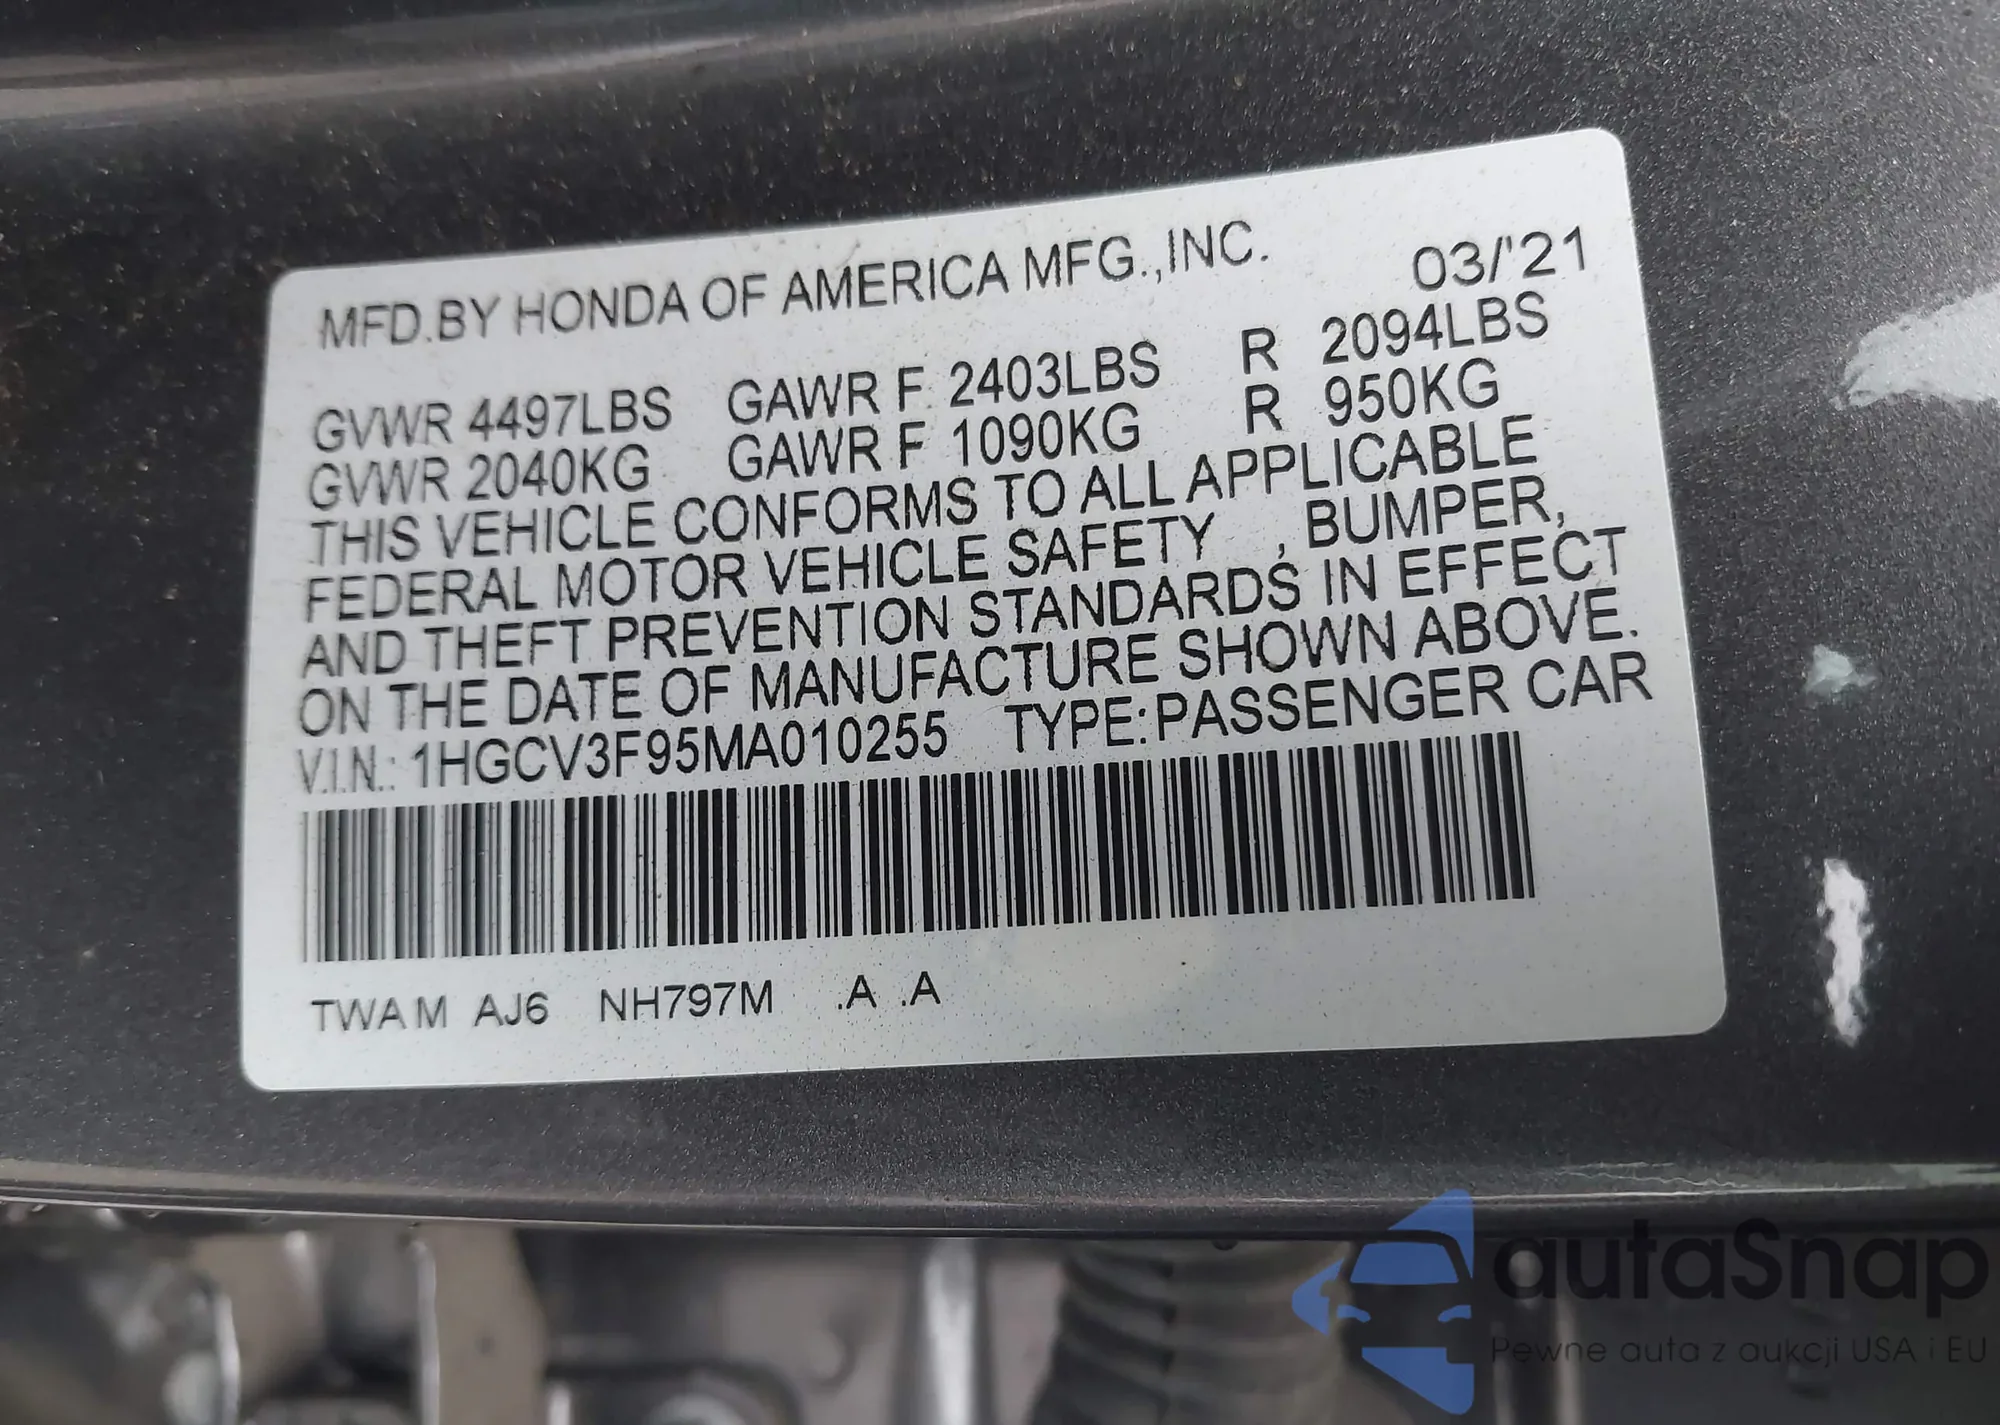 MFD.BY HONDA OF AMERICA MFG.,INC. 03/'21
GVWR 4497LBS GAWR F 2403LBS R 2094LBS
GVWR 2040KG GAWR F 1090KG R 950KG
THIS VEHICLE CONFORMS TO ALL APPLICABLE
FEDERAL MOTOR VEHICLE SAFETY , BUMPER,
AND THEFT PREVENTION STANDARDS IN EFFECT
ON THE DATE OF MANUFACTURE SHOWN ABOVE.
V.I.N.: 1HGCV3F95MA010255 TYPE:PASSENGER CAR
TWAM AJ6 NH797M .A .A
autaSnap
Pewne auta z aukcji USA i EU